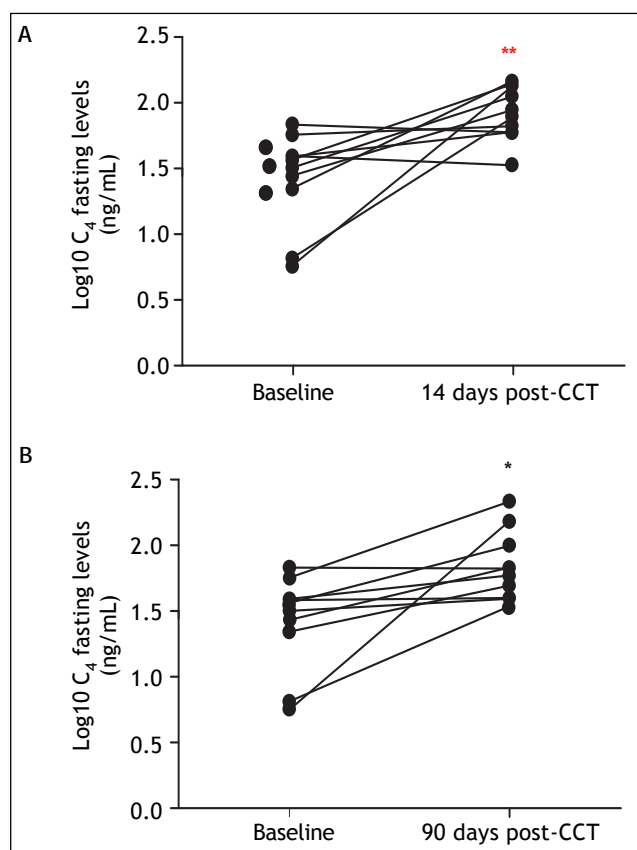 A
2.5
**
2.0
1.5
1.0
0.5
0.0
Log10 C4 fasting levels
(ng/mL)
Baseline
14 days post-CCT
B
*
2.5
2.0
1.5
1.0
0.5
0.0
Log10 C4 fasting levels
(ng/mL)
Baseline
90 days post-CCT